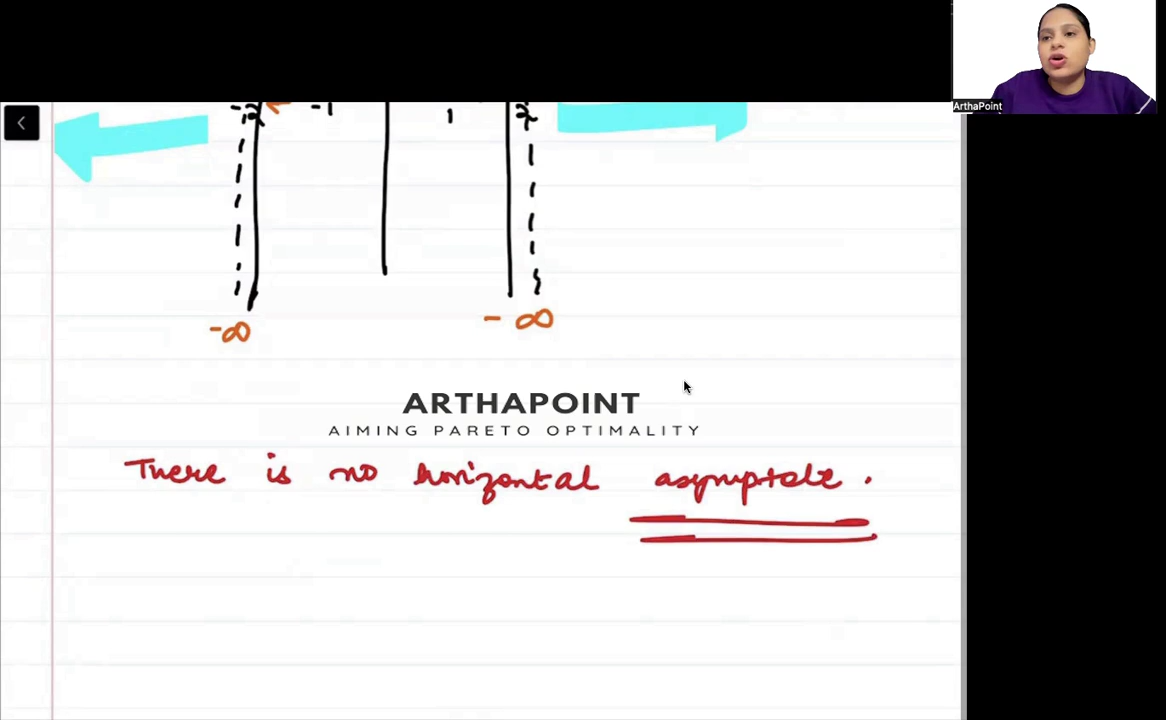 ArthaPoint
-2 -1 1 2
-∞ - ∞
ARTHAPOINT
AIMING PARETO OPTIMALITY
There is no horizontal asymptote.